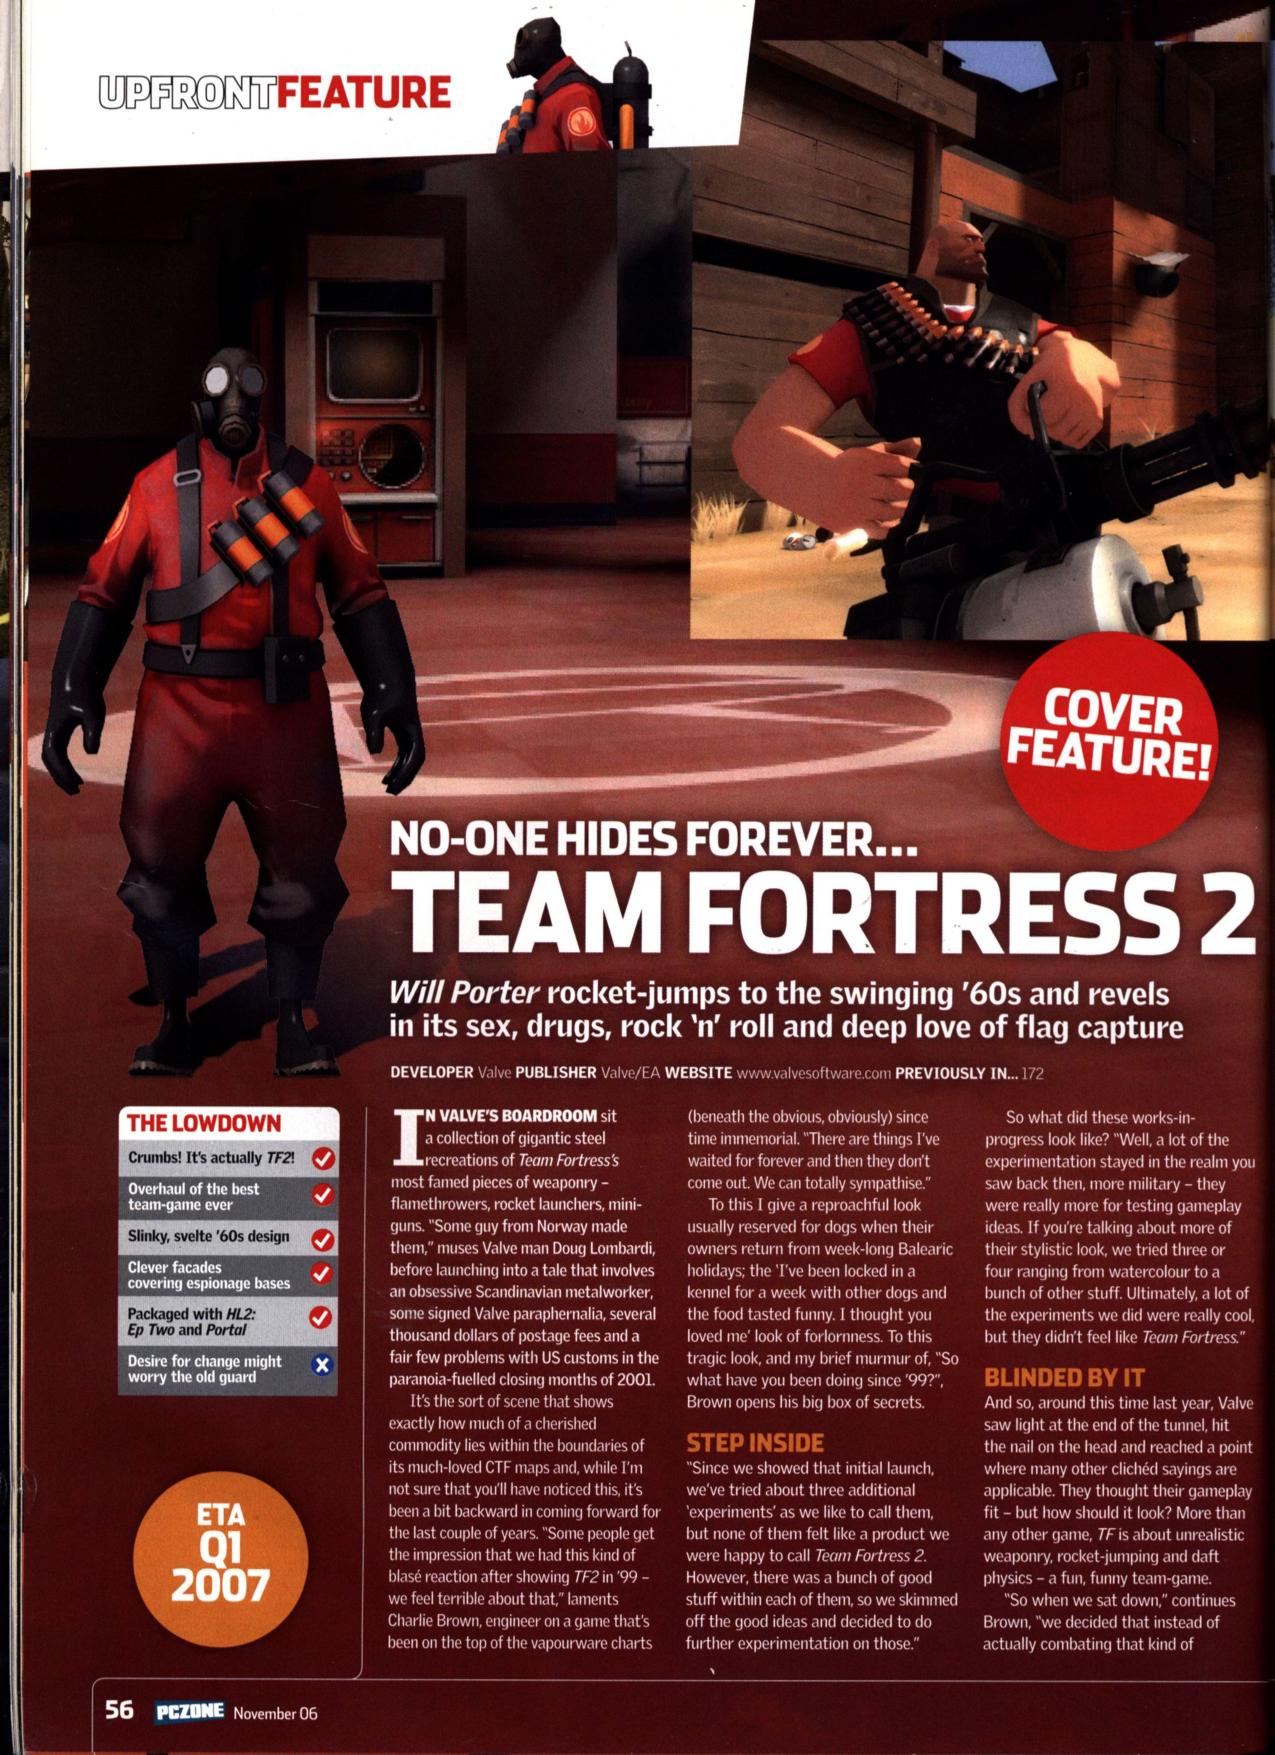 UPFRONTFEATURE
COVER
FEATURE!
NO-ONE HIDES FOREVER...
TEAM FORTRESS 2
Will Porter rocket-jumps to the swinging '60s and revels
in its sex, drugs, rock 'n' roll and deep love of flag capture
DEVELOPER Valve PUBLISHER Valve/EA WEBSITE www.valvesoftware.com PREVIOUSLY IN... 172
THE LOWDOWN
Crumbs! It's actually TF2!
Overhaul of the best
team-game ever
Slinky, svelte '60s design
Clever facades
covering espionage bases
Packaged with HL2:
Ep Two and Portal
Desire for change might
worry the old guard
ETA
Q1
2007
IN VALVE'S BOARDROOM sit
a collection of gigantic steel
recreations of Team Fortress's
most famed pieces of weaponry –
flamethrowers, rocket launchers, mini-
guns. "Some guy from Norway made
them," muses Valve man Doug Lombardi,
before launching into a tale that involves
an obsessive Scandinavian metalworker,
some signed Valve paraphernalia, several
thousand dollars of postage fees and a
fair few problems with US customs in the
paranoia-fuelled closing months of 2001.
It's the sort of scene that shows
exactly how much of a cherished
commodity lies within the boundaries of
its much-loved CTF maps and, while I'm
not sure that you'll have noticed this, it's
been a bit backward in coming forward for
the last couple of years. "Some people get
the impression that we had this kind of
blasé reaction after showing TF2 in '99 –
we feel terrible about that," laments
Charlie Brown, engineer on a game that's
been on the top of the vapourware charts
(beneath the obvious, obviously) since
time immemorial. "There are things I've
waited for forever and then they don't
come out. We can totally sympathise."
To this I give a reproachful look
usually reserved for dogs when their
owners return from week-long Balearic
holidays; the 'I've been locked in a
kennel for a week with other dogs and
the food tasted funny. I thought you
loved me' look of forlornness. To this
tragic look, and my brief murmur of, "So
what have you been doing since '99?",
Brown opens his big box of secrets.
STEP INSIDE
"Since we showed that initial launch,
we've tried about three additional
'experiments' as we like to call them,
but none of them felt like a product we
were happy to call Team Fortress 2.
However, there was a bunch of good
stuff within each of them, so we skimmed
off the good ideas and decided to do
further experimentation on those."
So what did these works-in-
progress look like? "Well, a lot of the
experimentation stayed in the realm you
saw back then, more military – they
were really more for testing gameplay
ideas. If you're talking about more of
their stylistic look, we tried three or
four ranging from watercolour to a
bunch of other stuff. Ultimately, a lot of
the experiments we did were really cool,
but they didn't feel like Team Fortress."
BLINDED BY IT
And so, around this time last year, Valve
saw light at the end of the tunnel, hit
the nail on the head and reached a point
where many other clichéd sayings are
applicable. They thought their gameplay
fit – but how should it look? More than
any other game, TF is about unrealistic
weaponry, rocket-jumping and daft
physics – a fun, funny team-game.
"So when we sat down," continues
Brown, "we decided that instead of
actually combating that kind of
56 PCZONE November 06